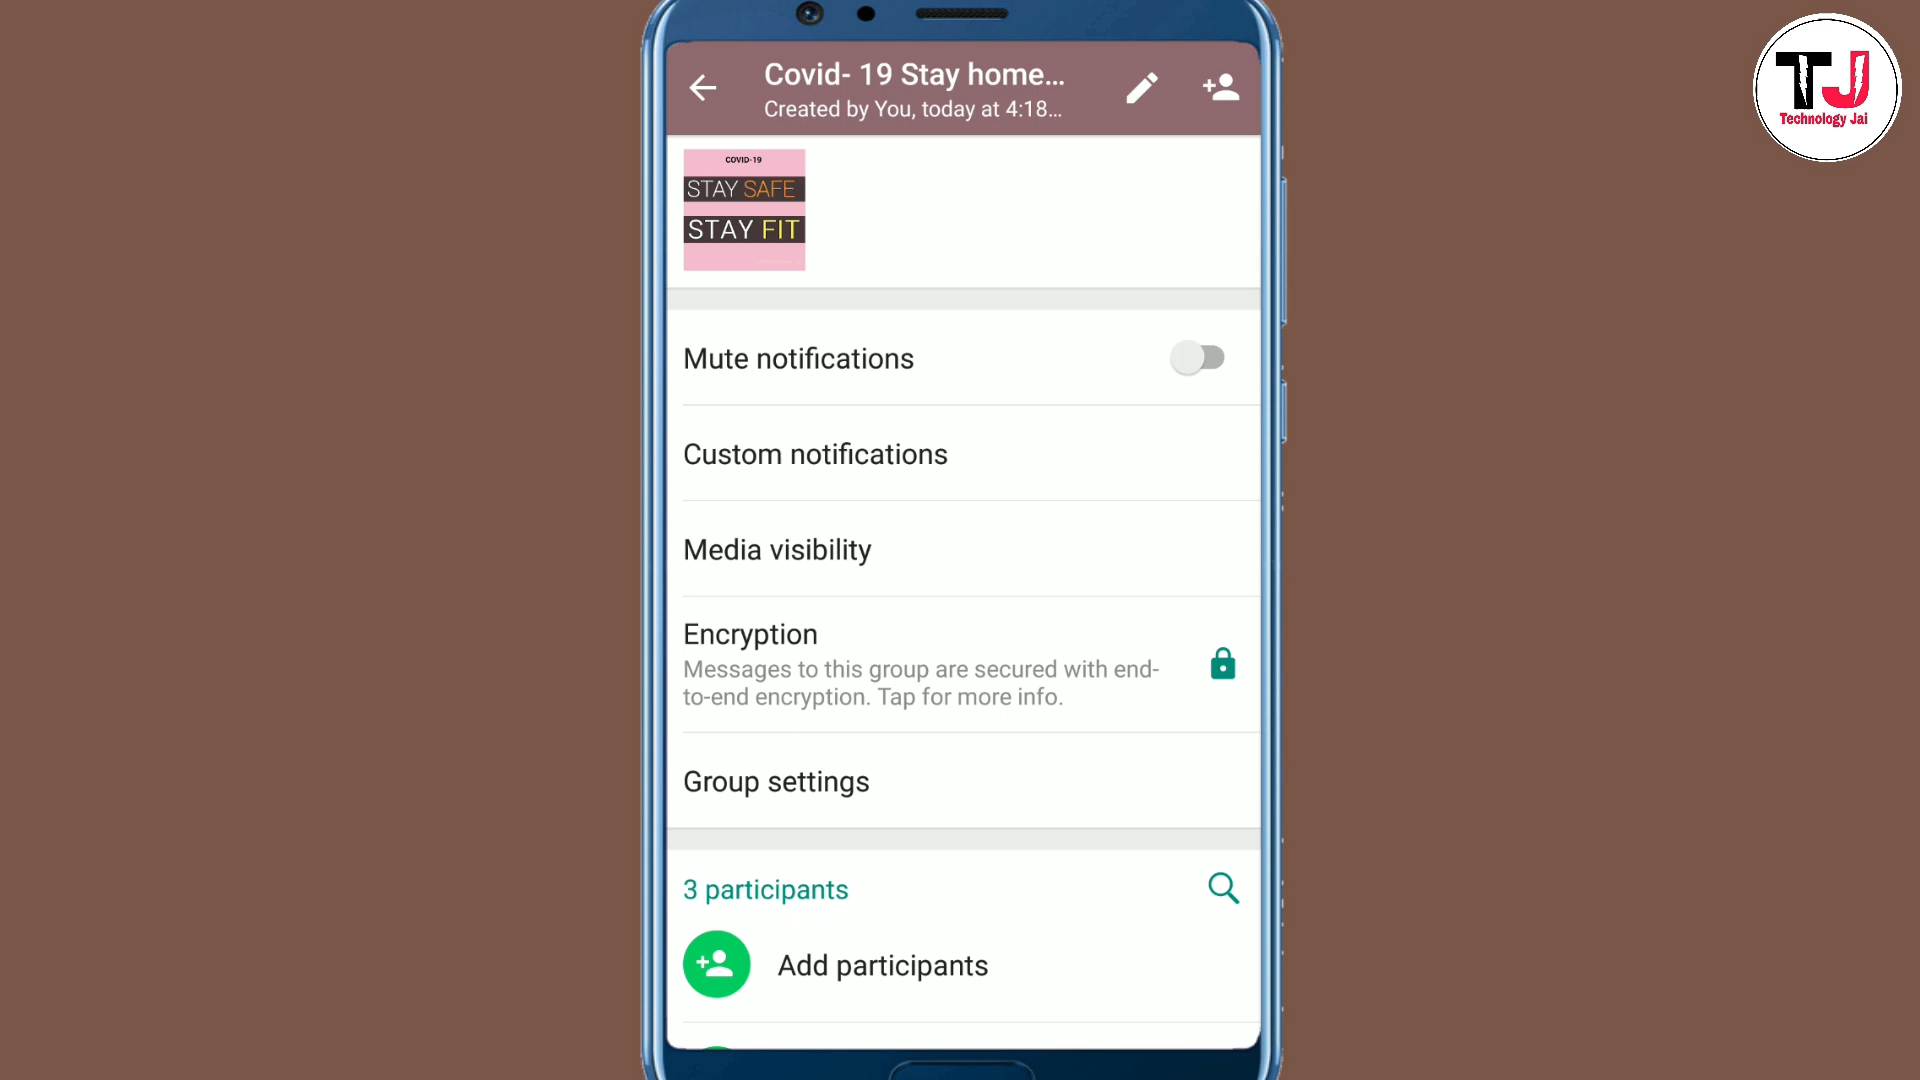 Covid- 19 Stay home...
Created by You, today at 4:18...
TJ
Technology Jai
COVID-19
STAY SAFE
STAY FIT
Mute notifications
Custom notifications
Media visibility
Encryption
Messages to this group are secured with end-
to-end encryption. Tap for more info.
Group settings
3 participants
Add participants